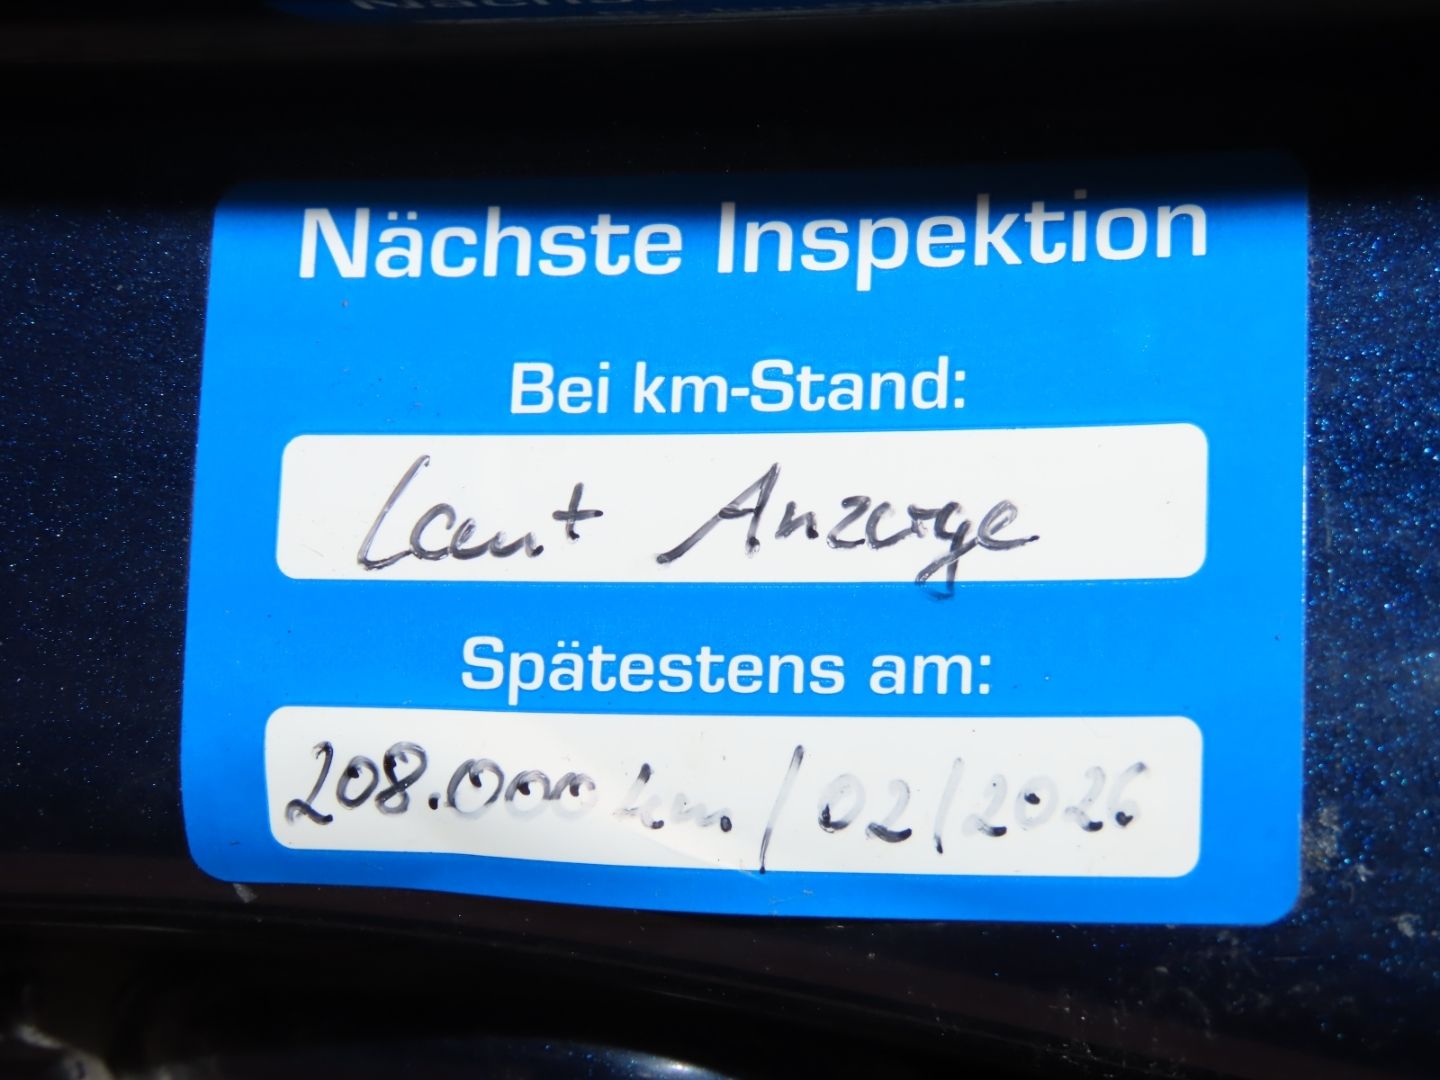 Nächste Inspektion
Bei km-Stand:
Laut Anzeige
Spätestens am:
208.000 km / 02/2026